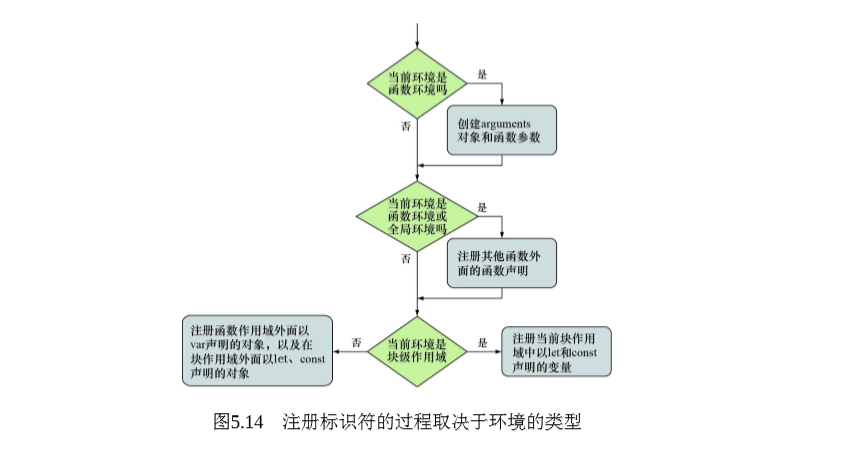 当前环境是
函数环境吗
是
创建arguments
对象和函数参数
否
当前环境是
函数环境或
全局环境吗
是
注册其他函数外
面的函数声明
否
注册函数作用域外面以
var声明的对象，以及在
块作用域外面以let、const
声明的对象
否
当前环境是
块级作用域
是
注册当前块作用
域中以let和const
声明的变量
图5.14 注册标识符的过程取决于环境的类型